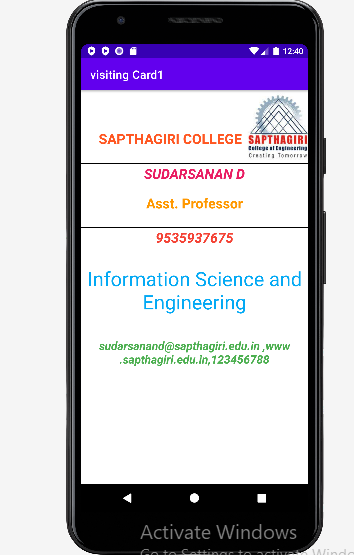 12:40
visiting Card1
SAPTHAGIRI COLLEGE
SAPTHAGIRI
College of Engineering
Creating Tomorrow
SUDARSANAN D
Asst. Professor
9535937675
Information Science and
Engineering
sudarsanand@sapthagiri.edu.in ,www
.sapthagiri.edu.in,123456788
Activate Windows
Go to Settings to activate Windo